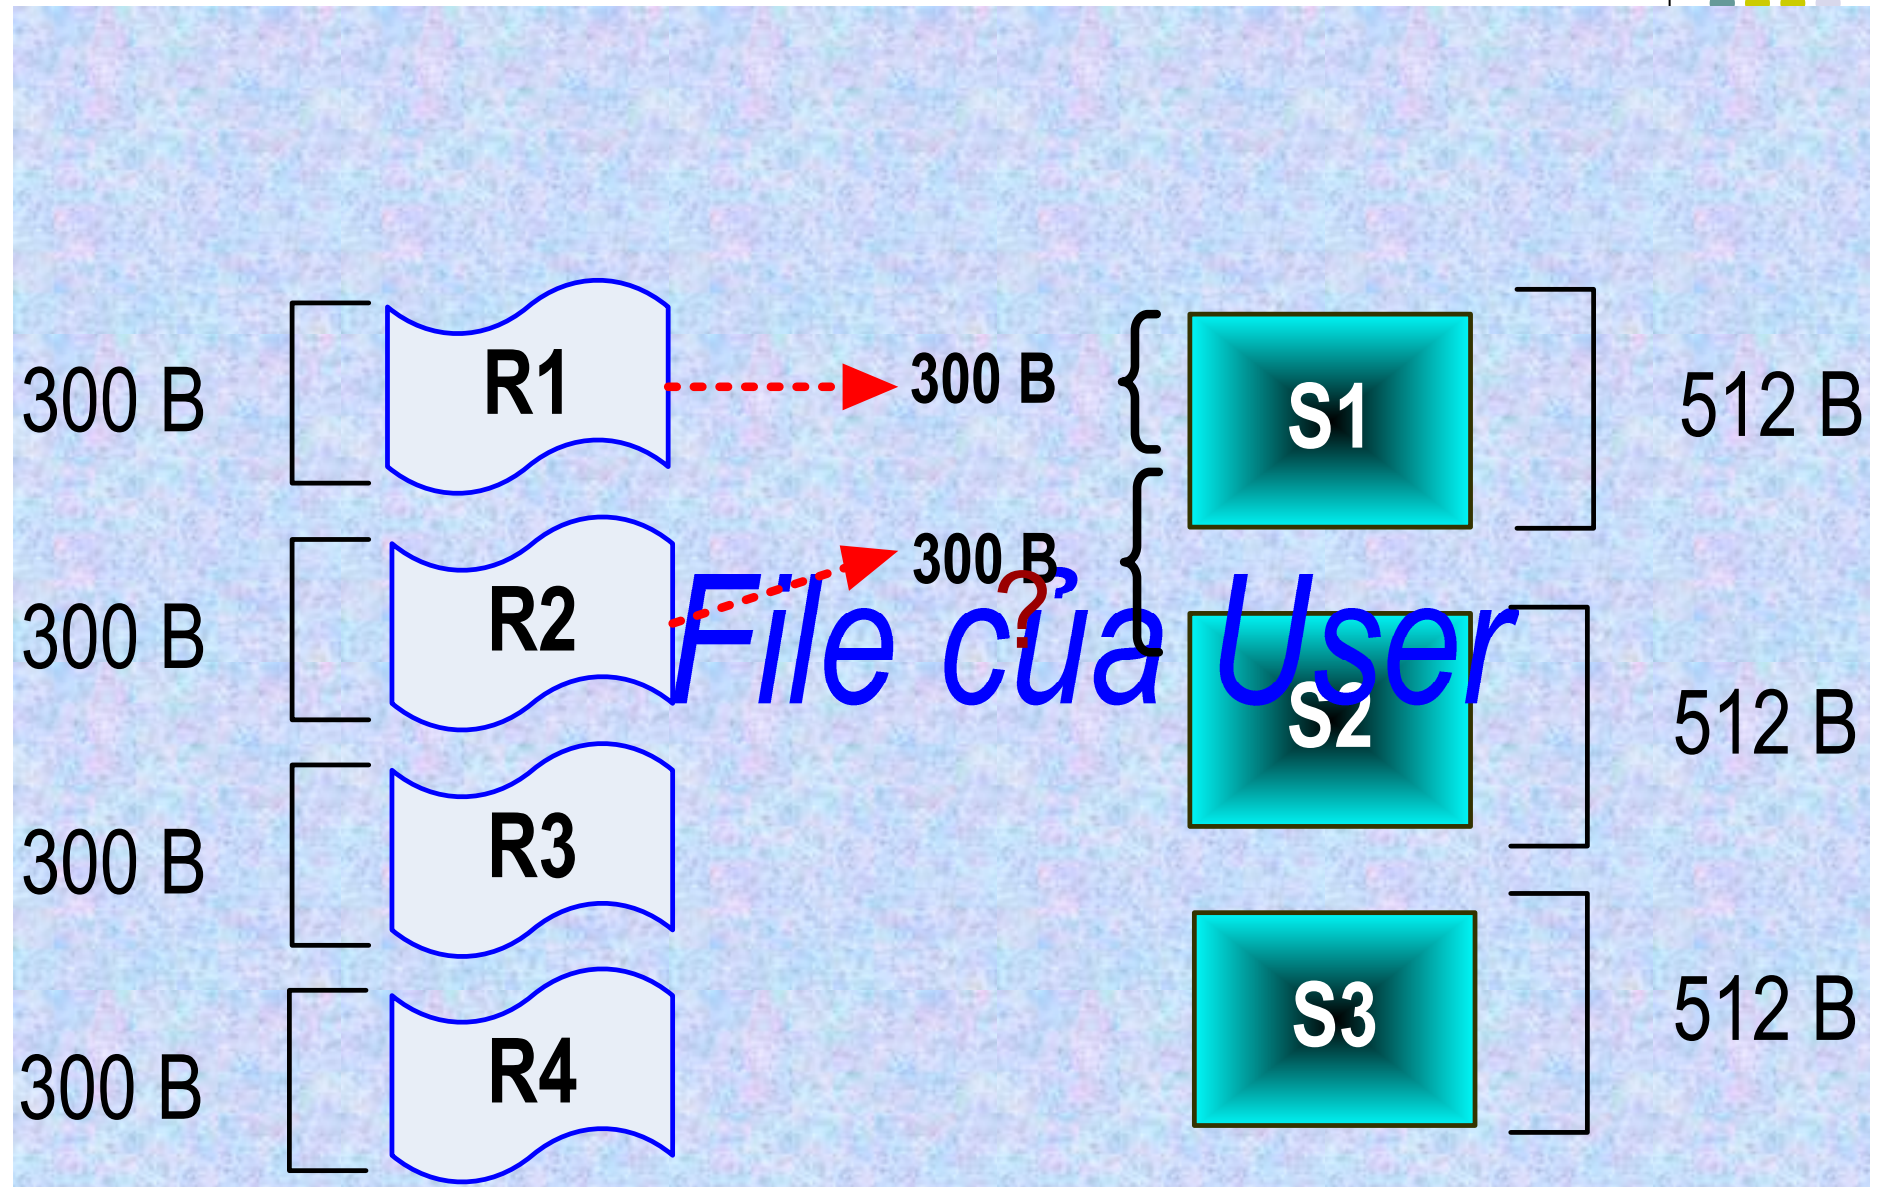 300 B R1 300 B S1 512 B
300 B R2 300 B
?
File của User
S2 512 B
300 B R3
S3 512 B
300 B R4